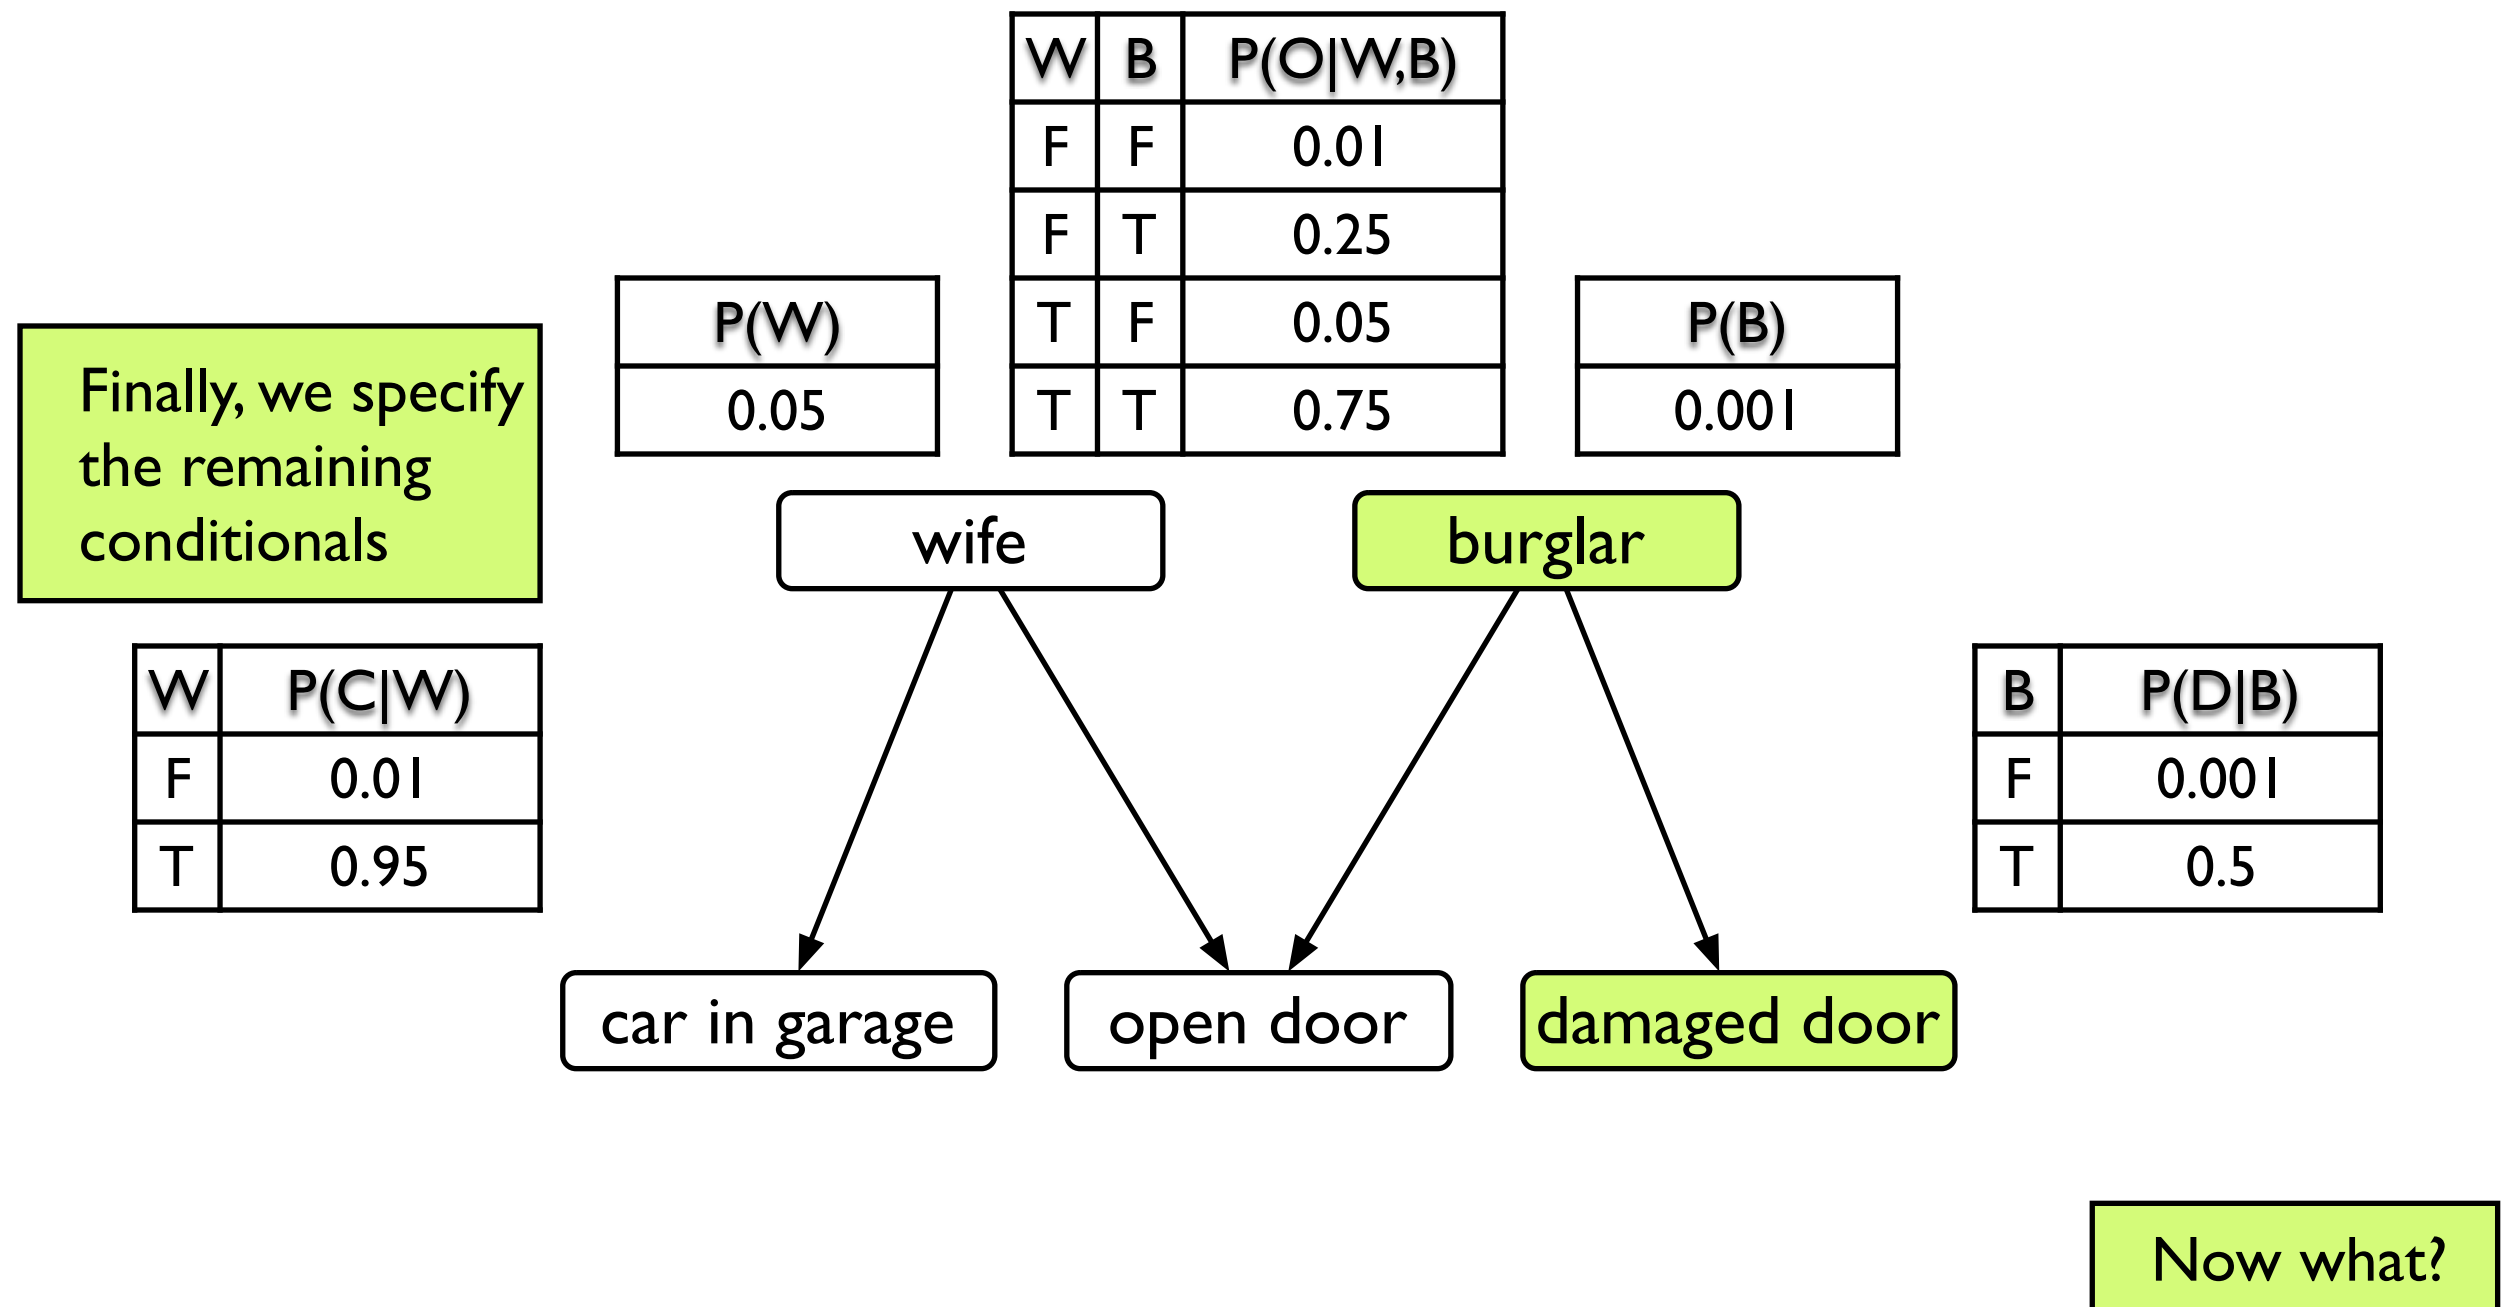 W B P(O|W,B)
F F 0.01
F T 0.25
T F 0.05
T T 0.75
P(W)
0.05
P(B)
0.001
Finally, we specify
the remaining
conditionals
wife
burglar
W P(C|W)
F 0.01
T 0.95
B P(D|B)
F 0.001
T 0.5
car in garage
open door
damaged door
Now what?